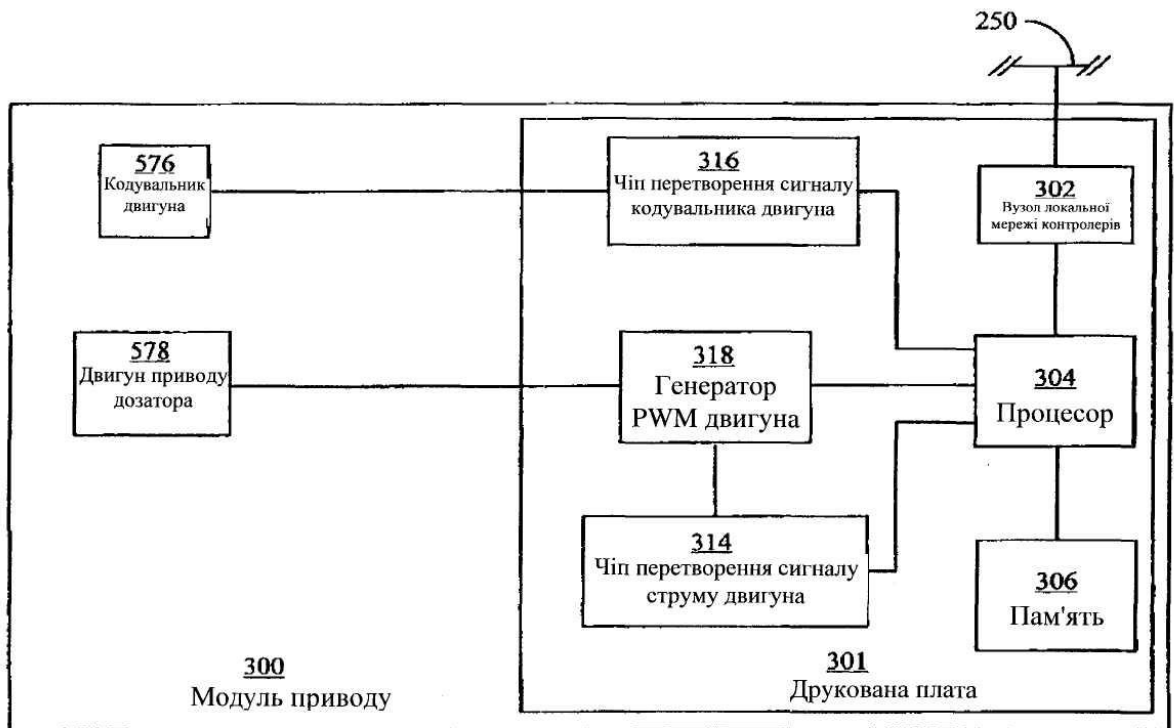 250
576
Кодувальник
двигуна
316
Чіп перетворення сигналу
кодувальника двигуна
302
Вузол локальної
мережі контролерів
578
Двигун приводу
дозатора
318
Генератор
PWM двигуна
304
Процесор
314
Чіп перетворення сигналу
струму двигуна
306
Пам'ять
300
Модуль приводу
301
Друкована плата